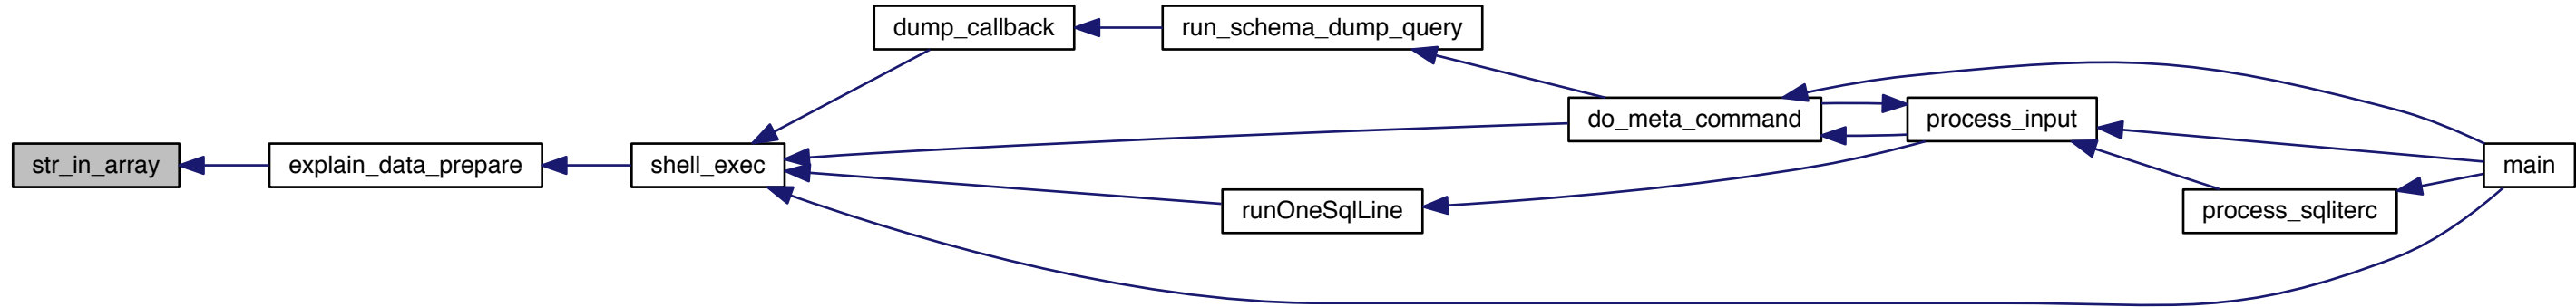 dump_callback
run_schema_dump_query
do_meta_command
process_input
str_in_array
explain_data_prepare
shell_exec
main
runOneSqlLine
process_sqliterc